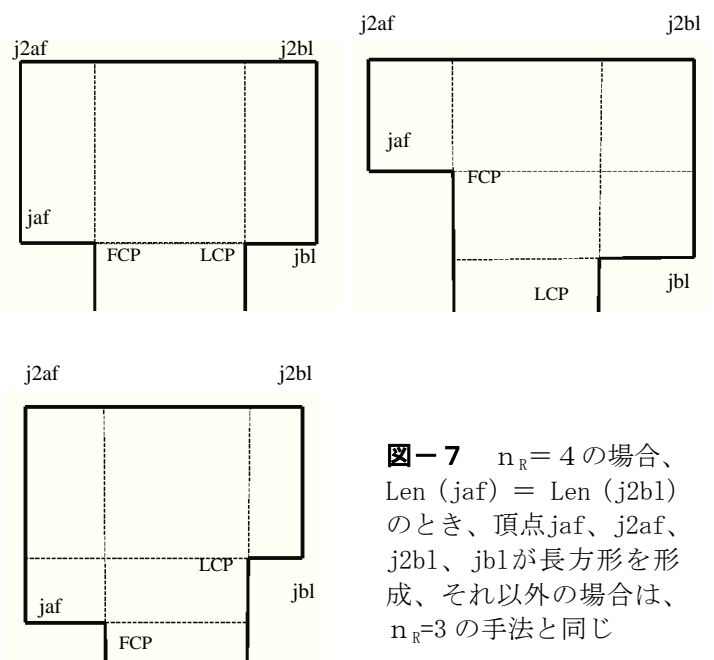 j2af j2bl
jaf
FCP LCP
jbl
j2af j2bl
jaf
FCP
LCP
jbl
j2af j2bl
LCP
jbl
jaf
FCP
図－７　ｎR＝４の場合、
Len（jaf）＝ Len（j2bl）
のとき、頂点jaf、j2af、
j2bl、jblが長方形を形
成、それ以外の場合は、
ｎR=3 の手法と同じ